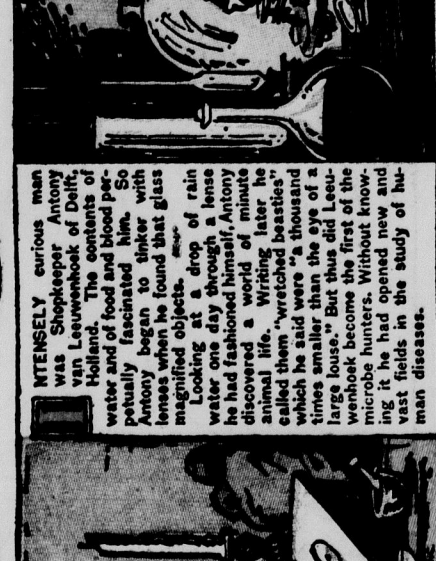 INTENSELY curious man
was Shopkeeper Antony
van Leeuwenhoek of Delft,
Holland. The contents of
water and of food and blood per-
petually fascinated him. So
Antony began to tinker with
lenses when he found that glass
magnified objects.
Looking at a drop of rain
water one day through a lense
he had fashioned himself, Antony
discovered a world of minute
animal life. Writing later he
called them "wretched beasties"
which he said were "a thousand
times smaller than the eye of a
large louse." But thus did Leeu-
wenhoek become the first of the
microbe hunters. Without know-
ing it he had opened new and
vast fields in the study of hu-
man diseases.